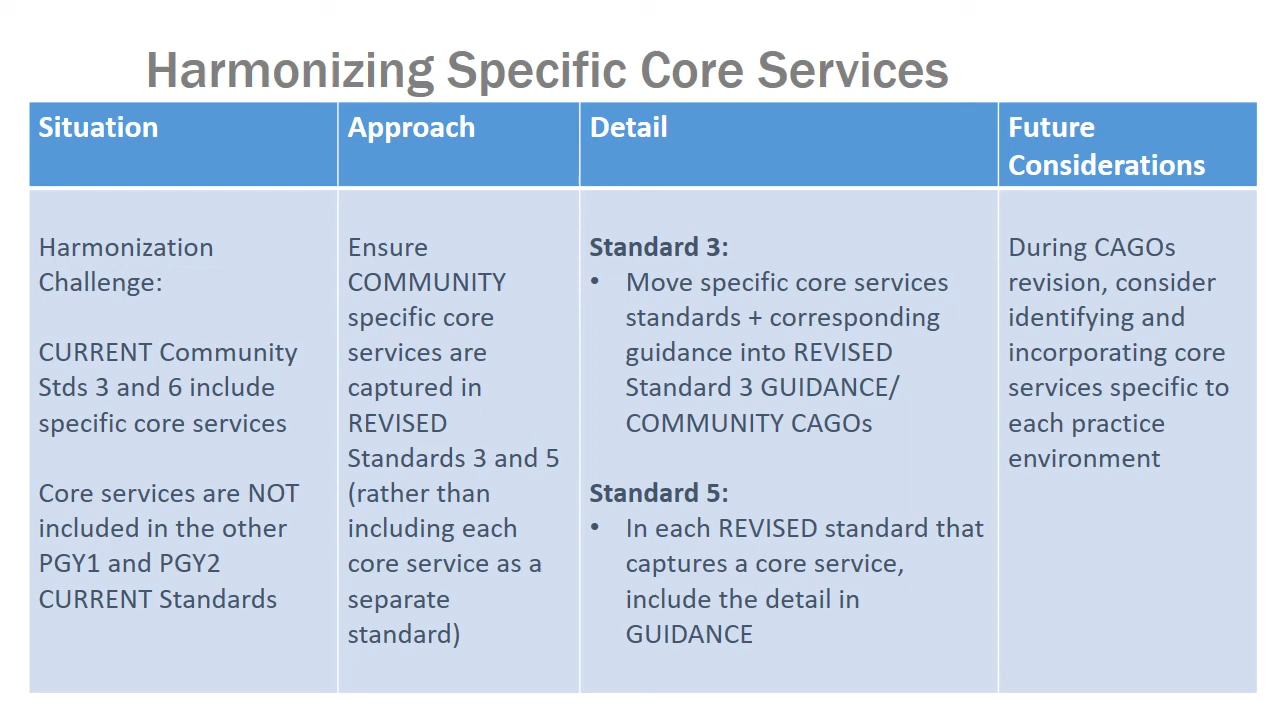 Harmonizing Specific Core Services
Situation
Approach
Detail
Future
Considerations
Harmonization
Challenge:
CURRENT Community
Stds 3 and 6 include
specific core services
Core services are NOT
included in the other
PGY1 and PGY2
CURRENT Standards
Ensure
COMMUNITY
specific core
services are
captured in
REVISED
Standards 3 and 5
(rather than
including each
core service as a
separate
standard)
Standard 3:
• Move specific core services
standards + corresponding
guidance into REVISED
Standard 3 GUIDANCE/
COMMUNITY CAGOs
Standard 5:
• In each REVISED standard that
captures a core service,
include the detail in
GUIDANCE
During CAGOs
revision, consider
identifying and
incorporating core
services specific to
each practice
environment